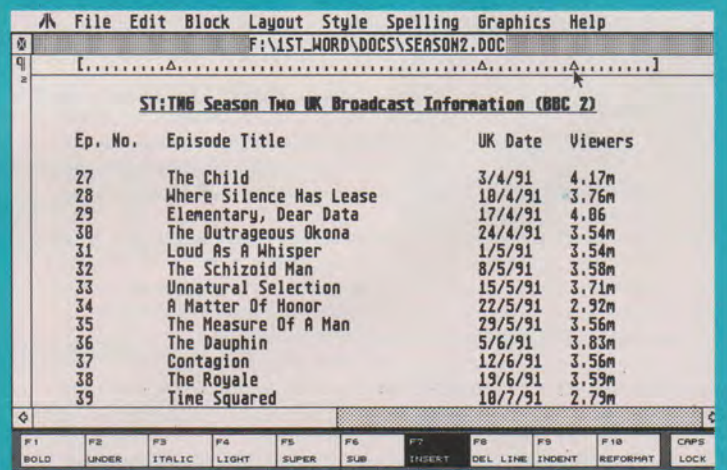 File Edit Block Layout Style Spelling Graphics Help
F:\1ST_WORD\DOCS\SEASON2.DOC
ST:TNG Season Two UK Broadcast Information (BBC 2)
Ep. No. Episode Title UK Date Viewers
27 The Child 3/4/91 4.17m
28 Where Silence Has Lease 10/4/91 3.76m
29 Elementary, Dear Data 17/4/91 4.06
30 The Outrageous Okona 24/4/91 3.54m
31 Loud As A Whisper 1/5/91 3.54m
32 The Schizoid Man 8/5/91 3.58m
33 Unnatural Selection 15/5/91 3.71m
34 A Matter Of Honor 22/5/91 2.92m
35 The Measure Of A Man 29/5/91 3.56m
36 The Dauphin 5/6/91 3.83m
37 Contagion 12/6/91 3.56m
38 The Royale 19/6/91 3.59m
39 Time Squared 10/7/91 2.79m
F1 F2 F3 F4 F5 F6 F7 F8 F9 F10 CAPS
BOLD UNDER ITALIC LIGHT SUPER SUB INSERT DEL LINE INDENT REFORMAT LOCK